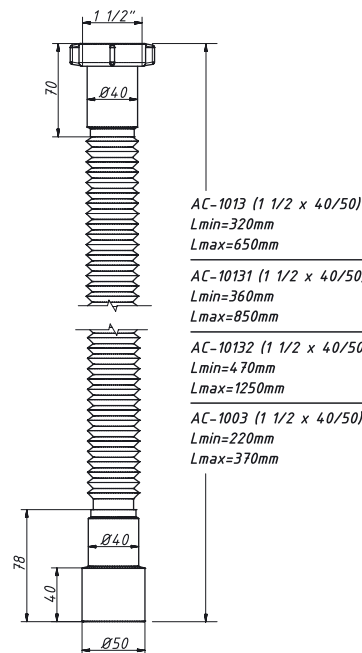 1 1/2"
70
Ø40
AC-1013 (1 1/2 x 40/50)
Lmin=320mm
Lmax=650mm
AC-10131 (1 1/2 x 40/50)
Lmin=360mm
Lmax=850mm
AC-10132 (1 1/2 x 40/50
Lmin=470mm
Lmax=1250mm
AC-1003 (1 1/2 x 40/50)
Lmin=220mm
Lmax=370mm
78
Ø40
40
Ø50